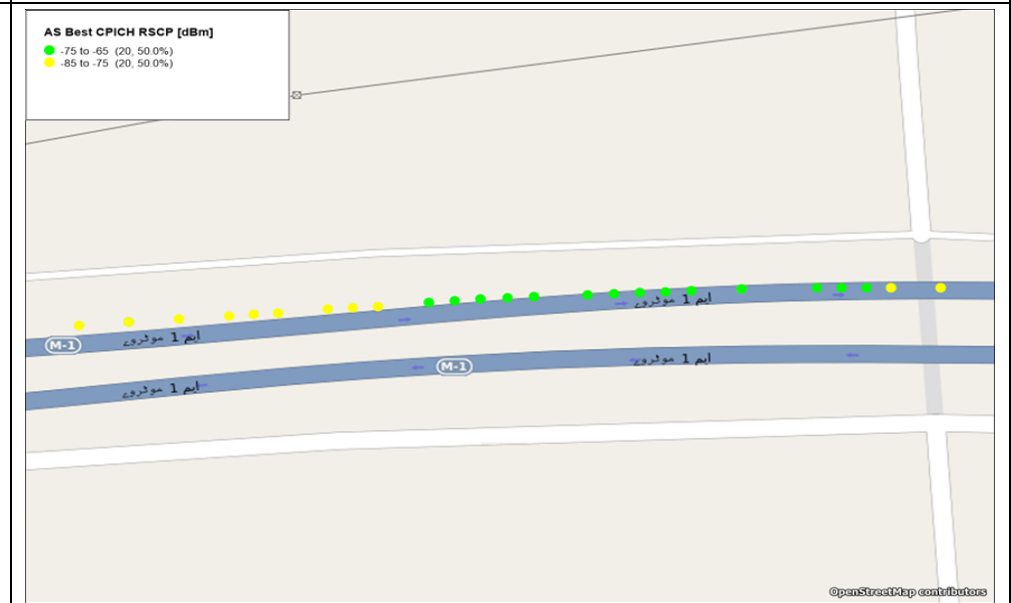 AS Best CPICH RSCP [dBm]
-75 to -65 (20, 50.0%)
-85 to -75 (20, 50.0%)
ایم 1 موٹروے
ایم 1 موٹروے
M-1
ایم 1 موٹروے
M-1
ایم 1 موٹروے
OpenStreetMap contributors